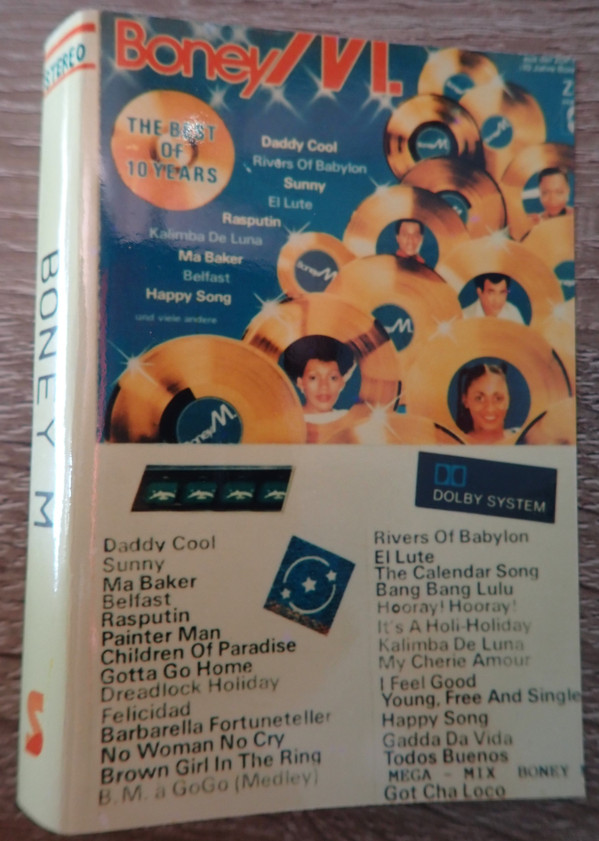 STEREO
BONEY M
Boney M.
THE BEST
OF
10 YEARS
Daddy Cool
Rivers Of Babylon
Sunny
El Lute
Rasputin
Kalimba De Luna
Ma Baker
Belfast
Happy Song
und viele andere
Boney M.
M
Boney M.
DOLBY SYSTEM
Daddy Cool
Sunny
Ma Baker
Belfast
Rasputin
Painter Man
Children Of Paradise
Gotta Go Home
Dreadlock Holiday
Felicidad
Barbarella Fortuneteller
No Woman No Cry
Brown Girl In The Ring
B.M. a GoGo (Medley)
Rivers Of Babylon
El Lute
The Calendar Song
Bang Bang Lulu
Hooray! Hooray!
It's A Holi-Holiday
Kalimba De Luna
My Cherie Amour
I Feel Good
Young, Free And Single
Happy Song
Gadda Da Vida
Todos Buenos
MEGA - MIX BONEY
Got Cha Loco